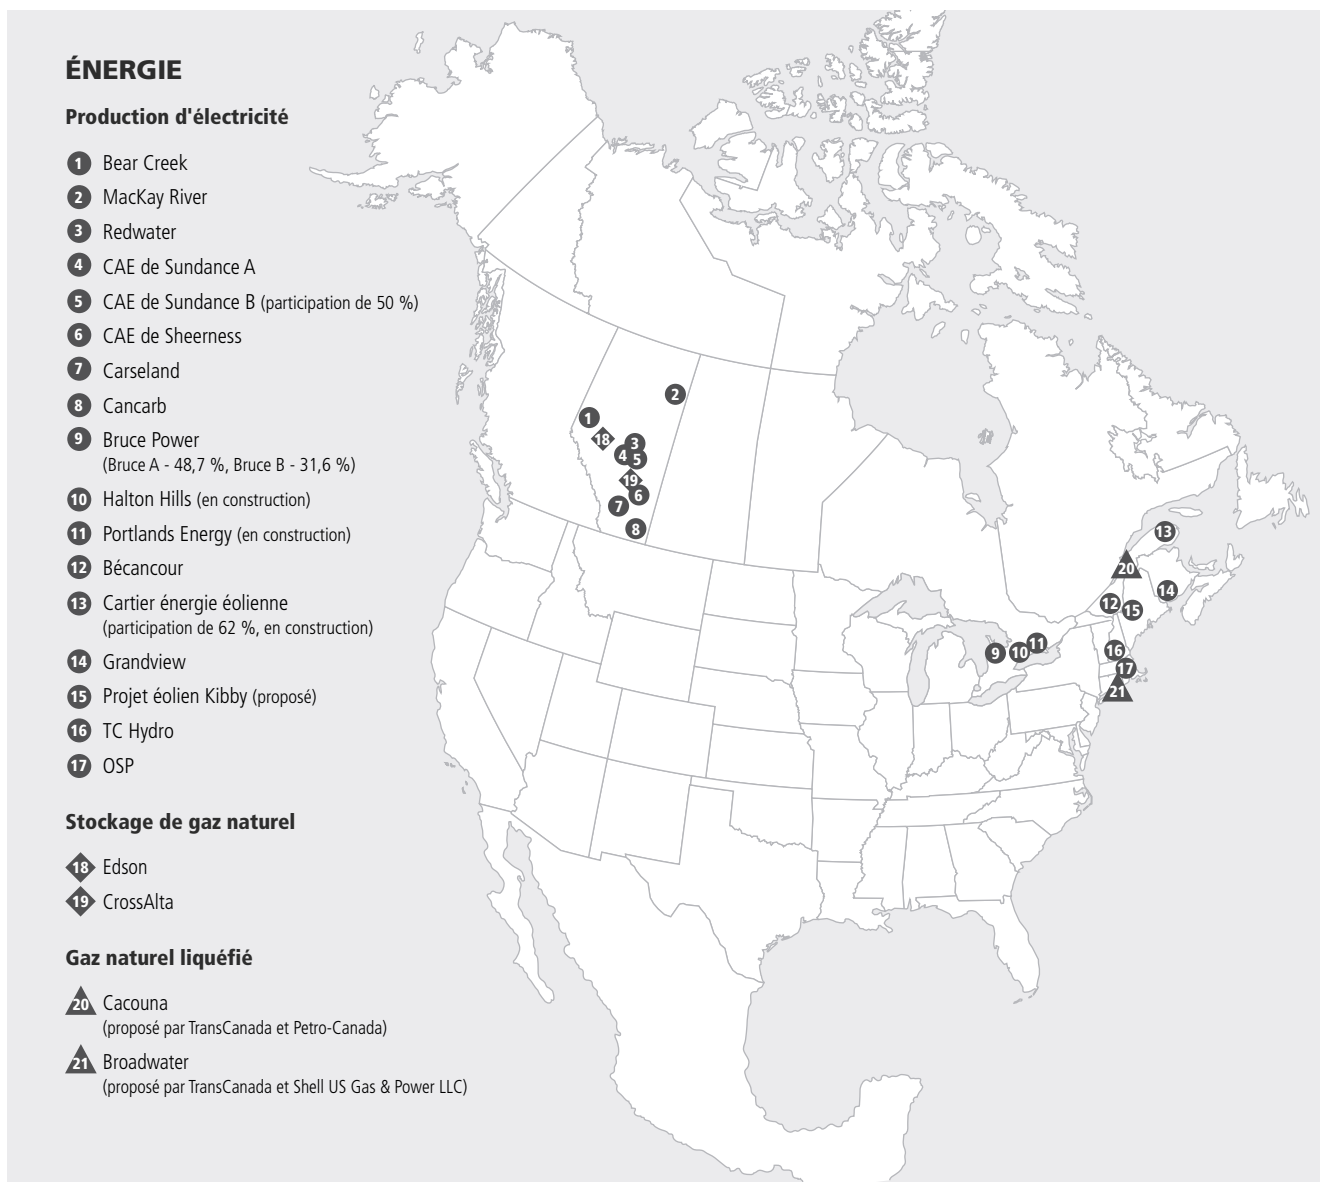 ÉNERGIE
Production d'électricité
1 Bear Creek
2 MacKay River
3 Redwater
4 CAE de Sundance A
5 CAE de Sundance B (participation de 50 %)
6 CAE de Sheerness
7 Carseland
8 Cancarb
9 Bruce Power
(Bruce A - 48,7 %, Bruce B - 31,6 %)
10 Halton Hills (en construction)
11 Portlands Energy (en construction)
12 Bécancour
13 Cartier énergie éolienne
(participation de 62 %, en construction)
14 Grandview
15 Projet éolien Kibby (proposé)
16 TC Hydro
17 OSP
Stockage de gaz naturel
18 Edson
19 CrossAlta
Gaz naturel liquéfié
20 Cacouna
(proposé par TransCanada et Petro-Canada)
21 Broadwater
(proposé par TransCanada et Shell US Gas & Power LLC)
2
1
18
3
4
5
19
6
7
8
13
20
14
12
15
11
9
10
16
17
21